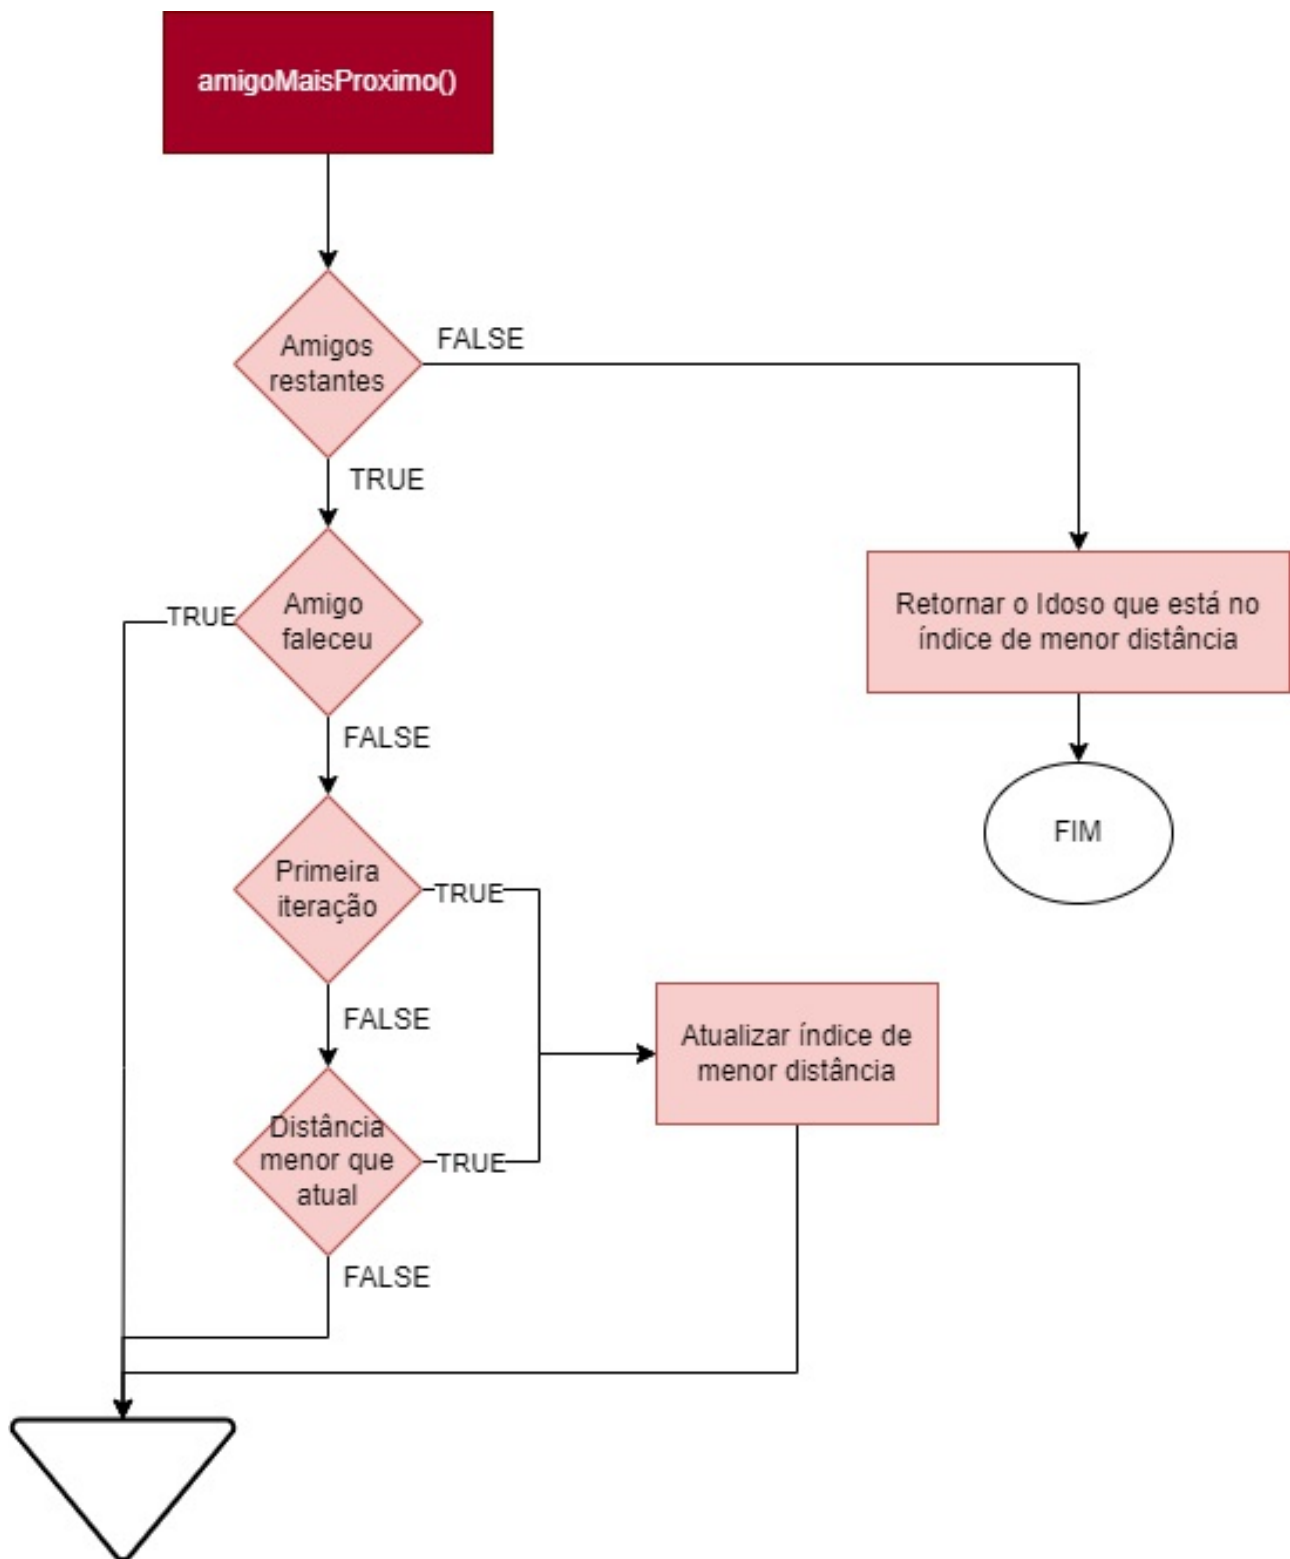 amigoMaisProximo()
Amigos
restantes
FALSE
TRUE
Amigo
faleceu
TRUE
FALSE
Retornar o Idoso que está no
índice de menor distância
FIM
Primeira
iteração
TRUE
FALSE
Atualizar índice de
menor distância
Distância
menor que
atual
TRUE
FALSE